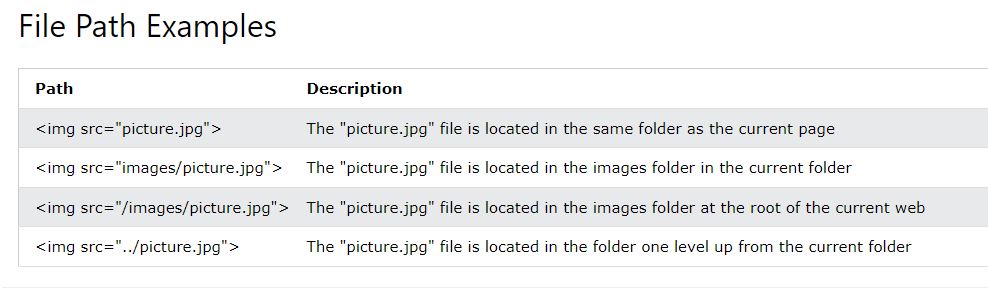 File Path Examples
Path Description
<img src="picture.jpg"> The "picture.jpg" file is located in the same folder as the current page
<img src="images/picture.jpg"> The "picture.jpg" file is located in the images folder in the current folder
<img src="/images/picture.jpg"> The "picture.jpg" file is located in the images folder at the root of the current web
<img src="../picture.jpg"> The "picture.jpg" file is located in the folder one level up from the current folder